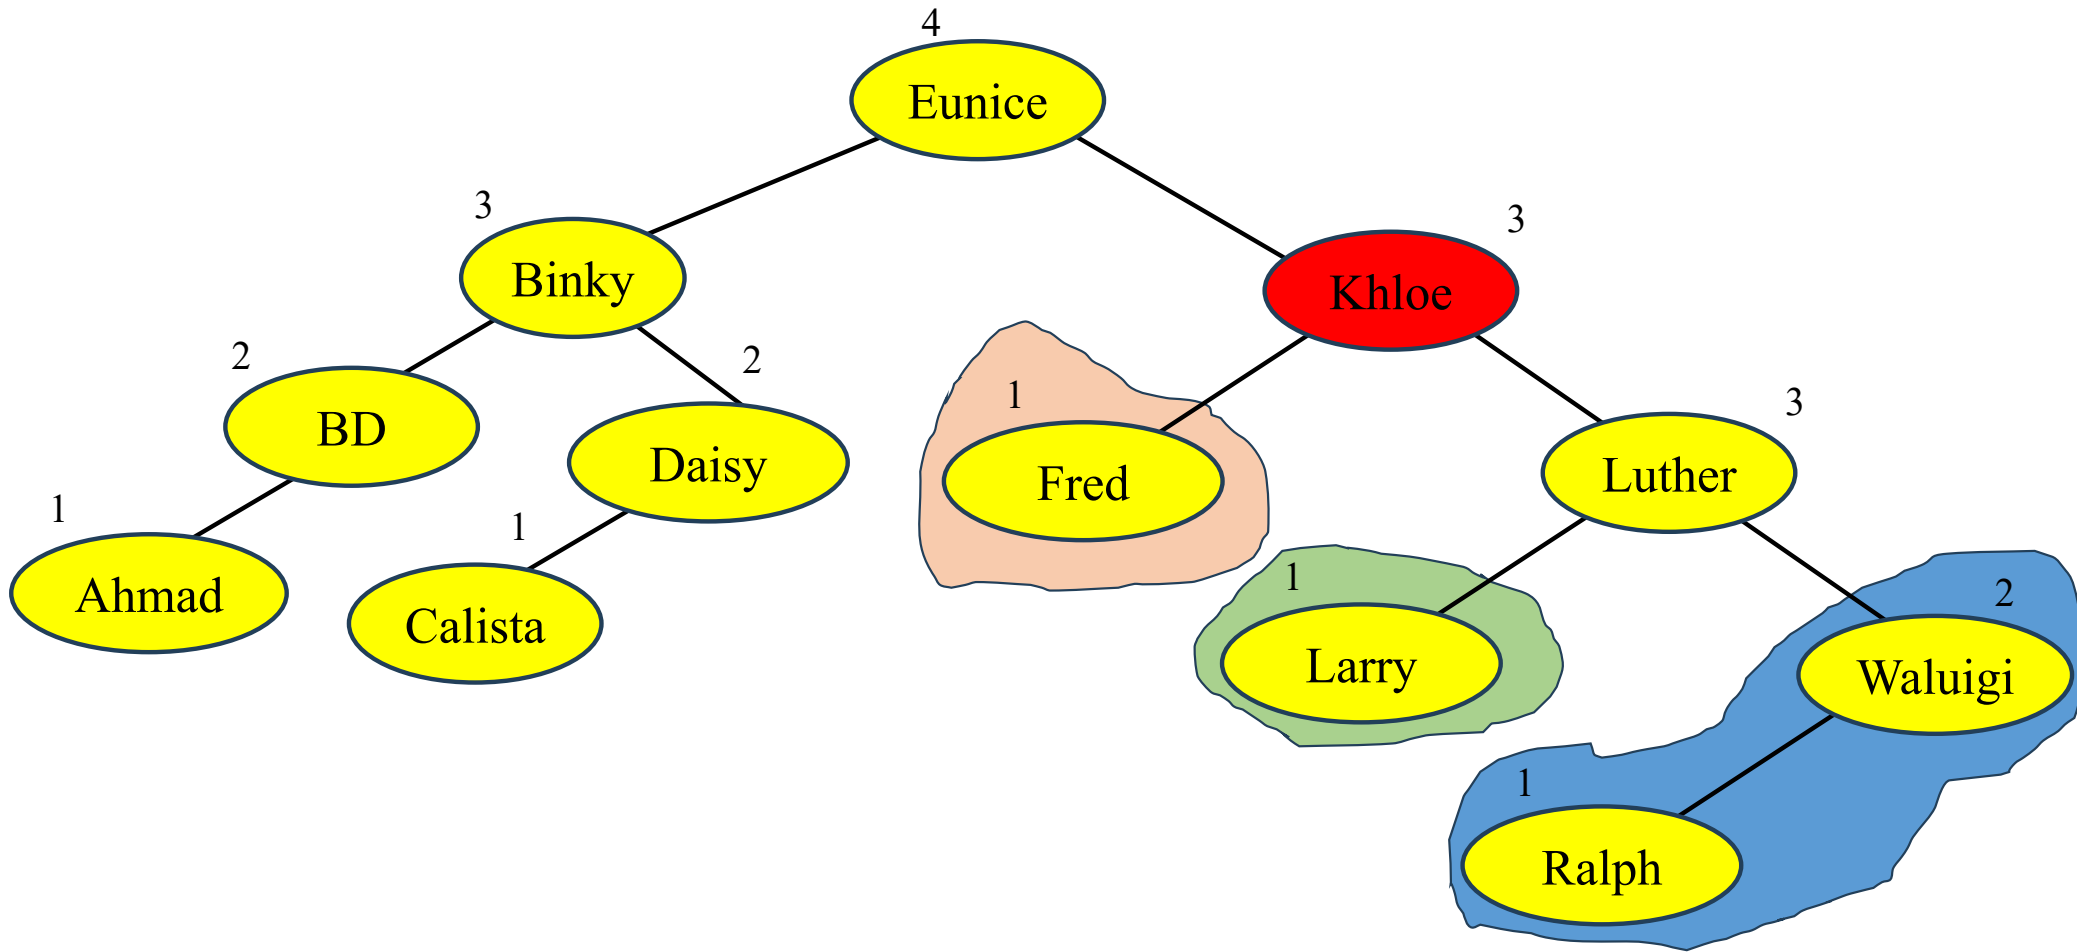 4
Eunice
3
Binky
3
Khloe
2
BD
2
Daisy
1
Fred
3
Luther
1
Ahmad
1
Calista
1
Larry
2
Waluigi
1
Ralph